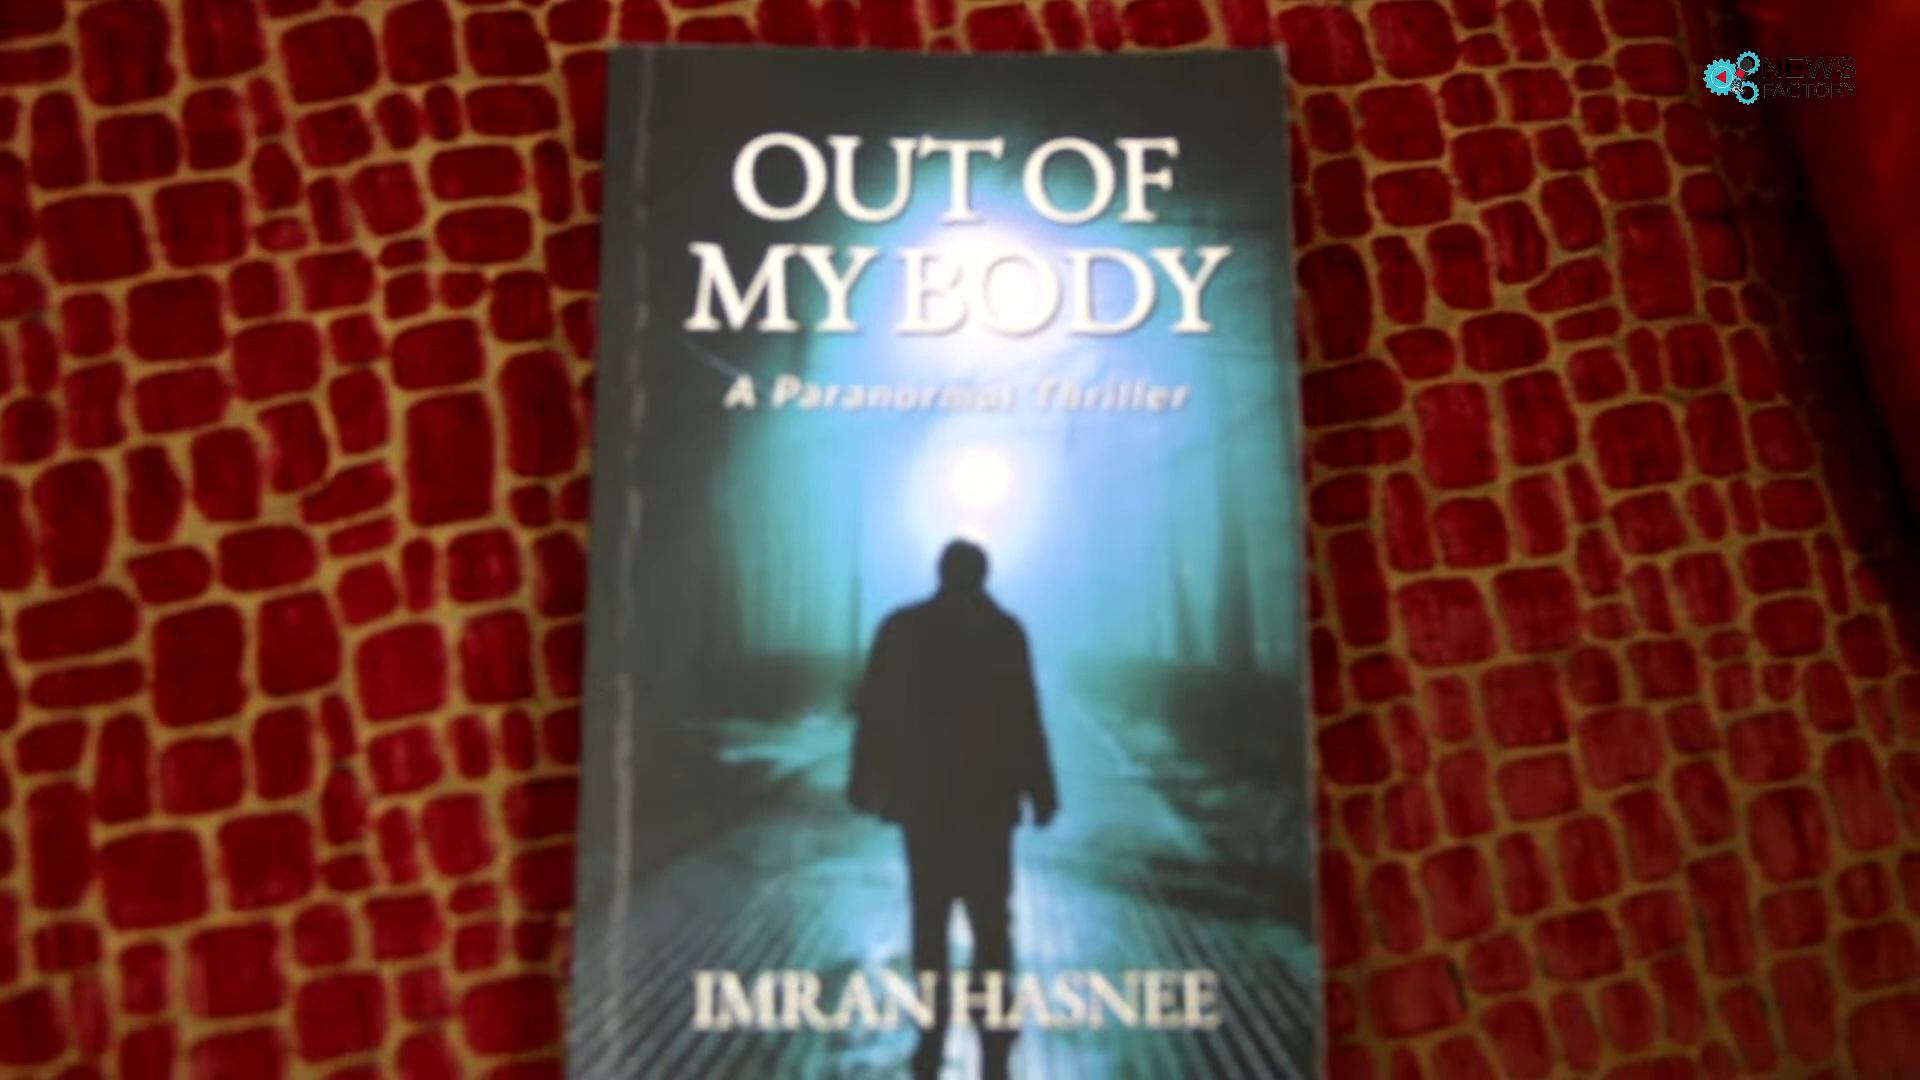 OUT OF
MY BODY
A Paranormal Thriller
IMRAN HASNEE
NEWS
FACTORY